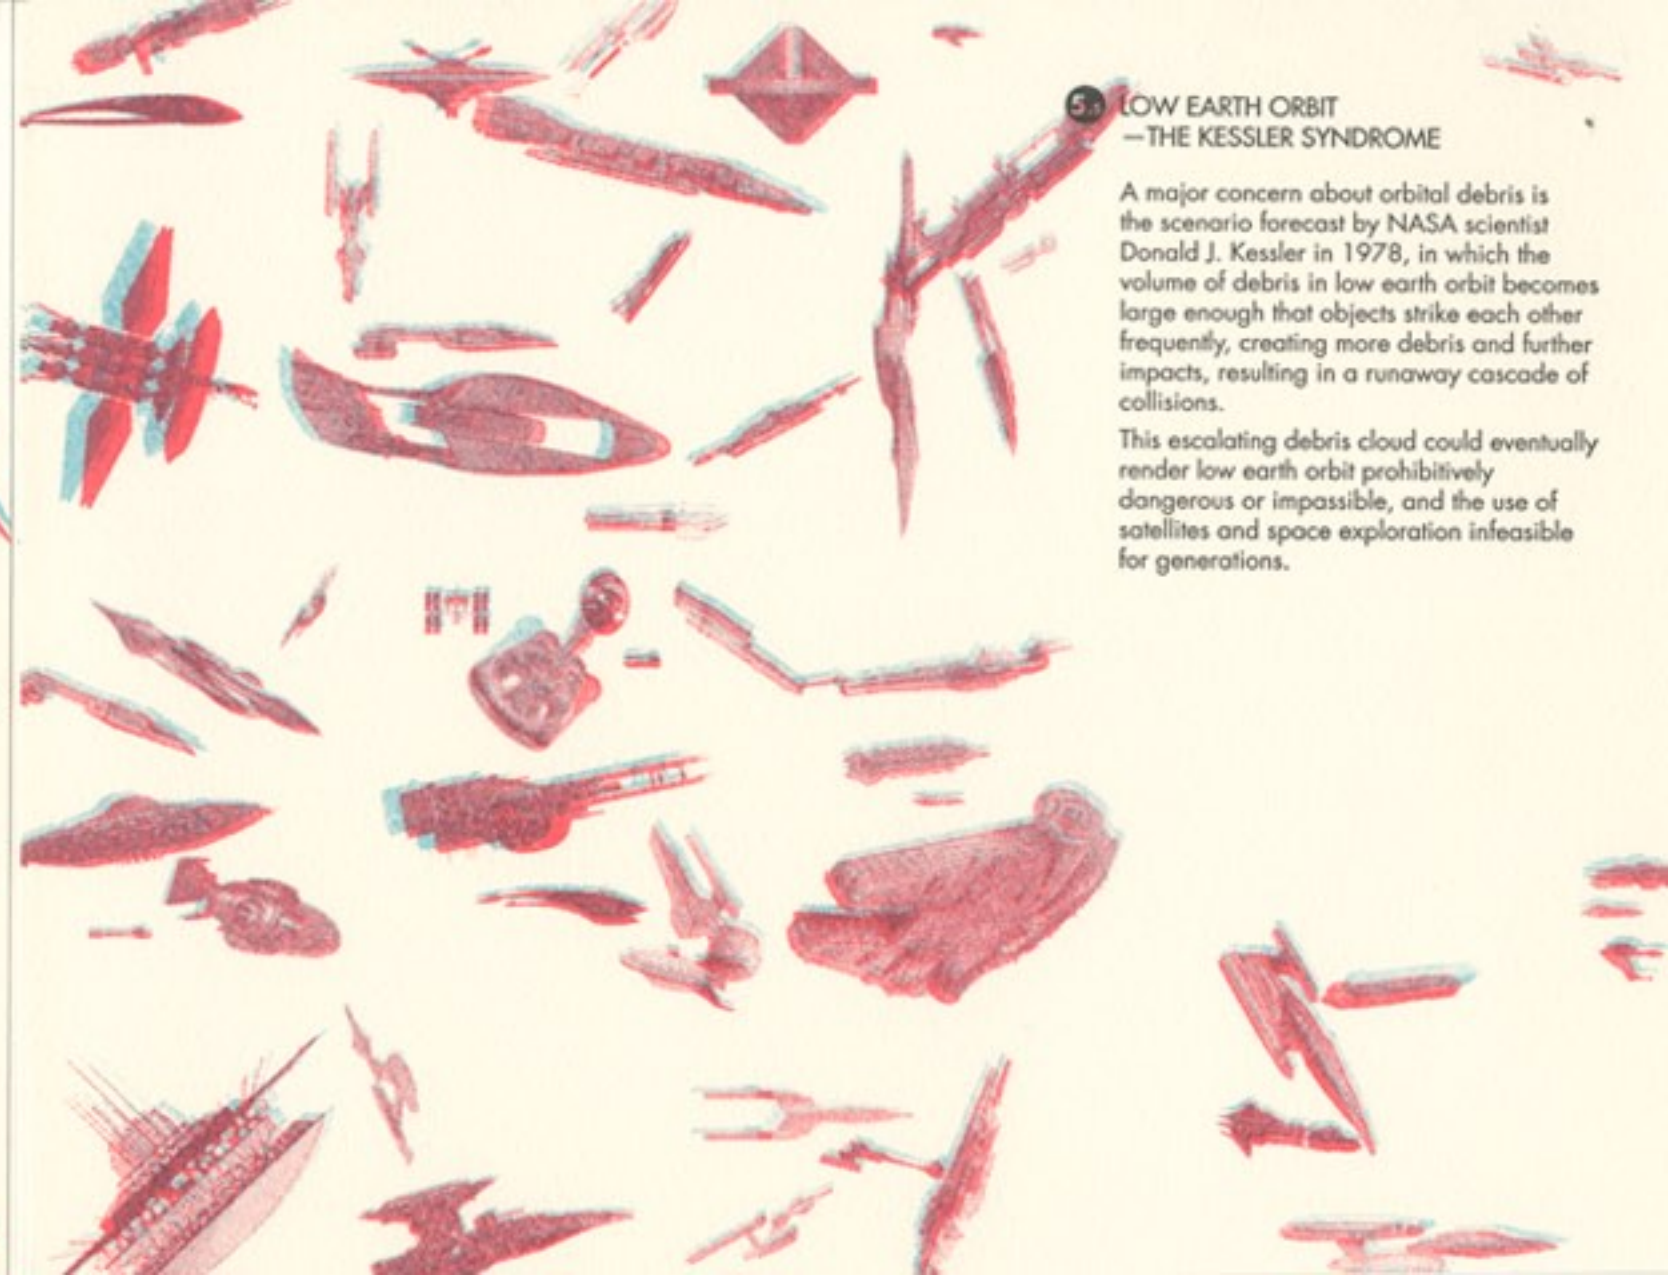 5.1 LOW EARTH ORBIT
—THE KESSLER SYNDROME
A major concern about orbital debris is
the scenario forecast by NASA scientist
Donald J. Kessler in 1978, in which the
volume of debris in low earth orbit becomes
large enough that objects strike each other
frequently, creating more debris and further
impacts, resulting in a runaway cascade of
collisions.
This escalating debris cloud could eventually
render low earth orbit prohibitively
dangerous or impassible, and the use of
satellites and space exploration infeasible
for generations.